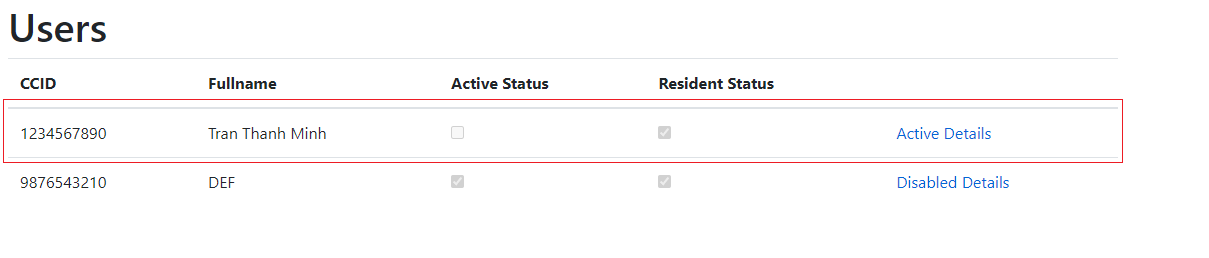 Users
CCID Fullname Active Status Resident Status
1234567890 Tran Thanh Minh Active Details
9876543210 DEF Disabled Details